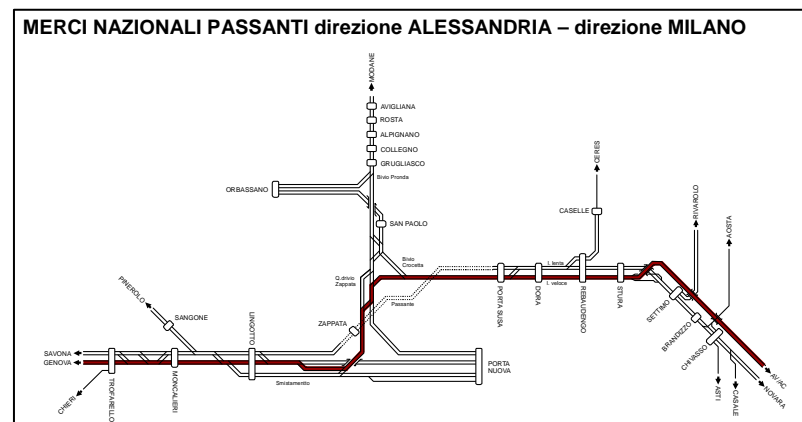 MERCI NAZIONALI PASSANTI direzione ALESSANDRIA – direzione MILANO
MODANE
AVIGLIANA
ROSTA
ALPIGNANO
COLLEGNO
GRUGLIASCO
Bivio Pronda
ORBASSANO
SAN PAOLO
CERES
CASELLE
RIVAROLO
AOSTA
Bivio
Crocetta
l. lenta
l. veloce
Q.drivio
Zappata
Passante
PORTA SUSA
DORA
REBAUDENGO
STURA
SETTIMO
BRANDIZZO
CHIVASSO
PINEROLO
SANGONE
LINGOTTO
ZAPPATA
SAVONA
GENOVA
CHIERI
TROFARELLO
MONCALIERI
Smistamento
PORTA
NUOVA
ASTI
CASALE
NOVARA
AV/AC